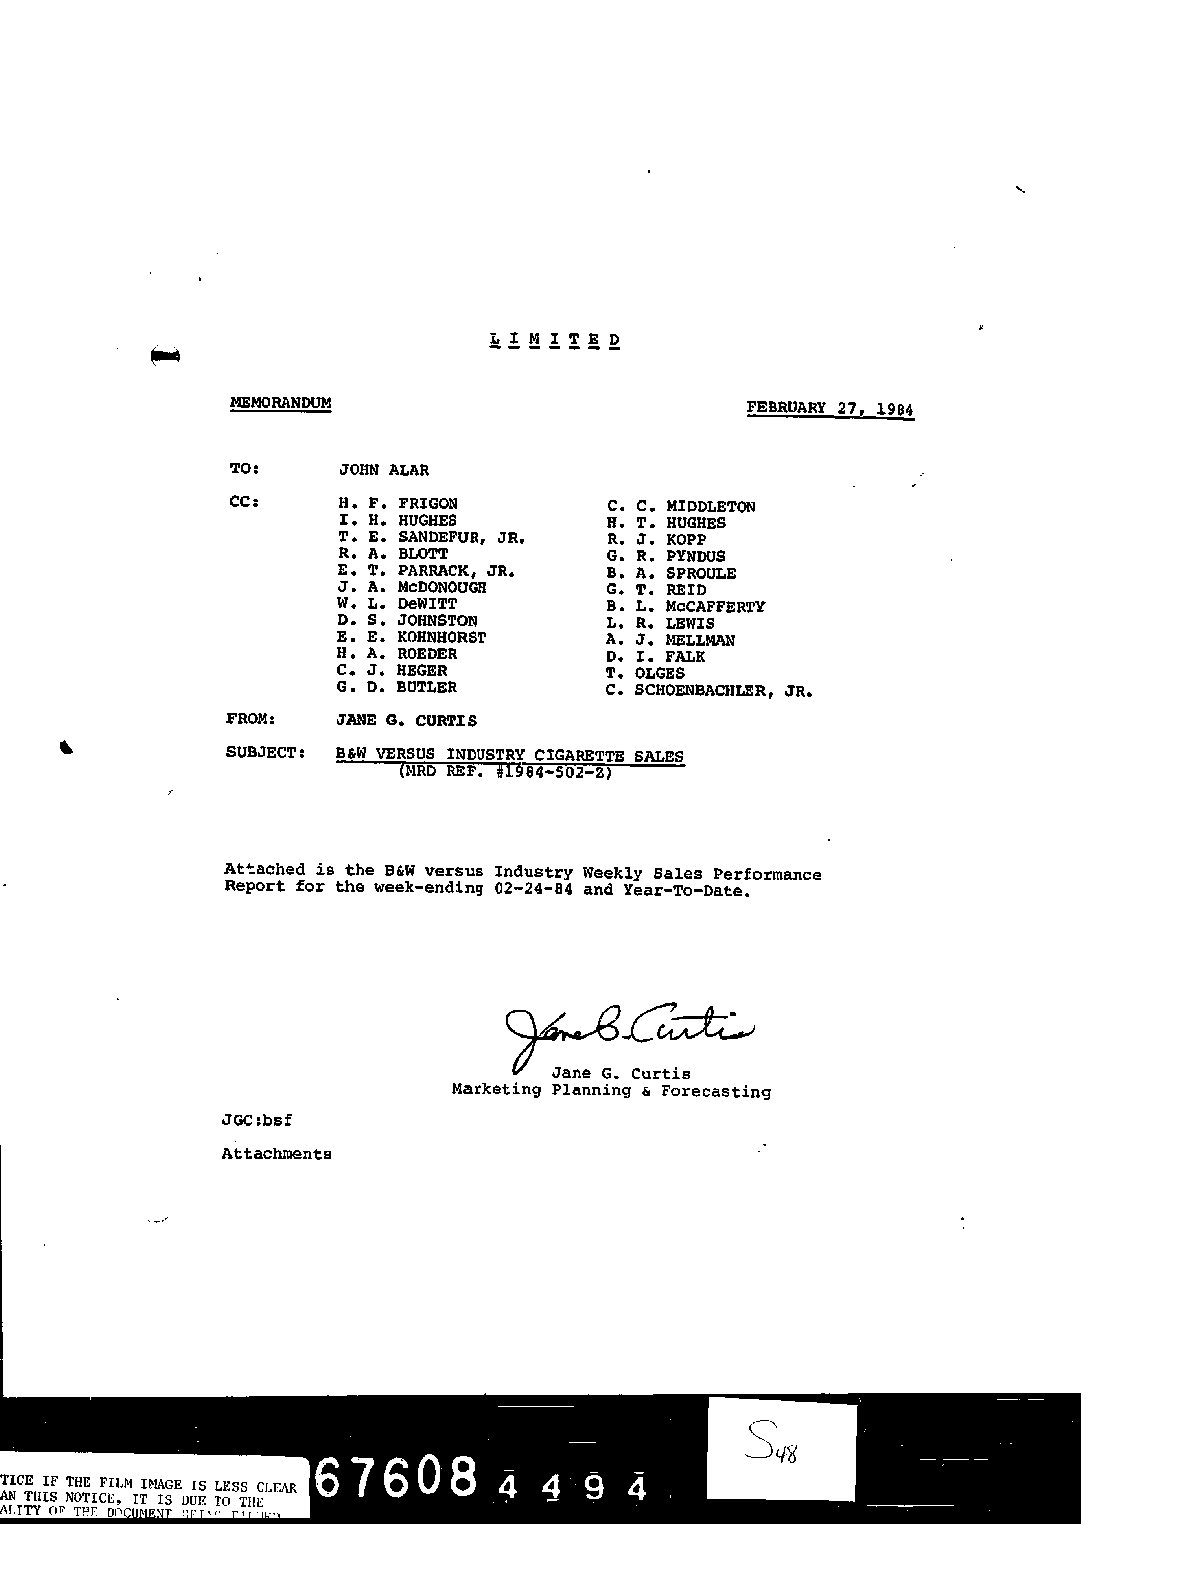 LIMITED
MEMORANDUM FEBRUARY 27, 1984
TO: JOHN ALAR
CC: H. F. FRIGON C. C. MIDDLETON
I. H. HUGHES H. T. HUGHES
T. E. SANDEFUR, JR. R. J. KOPP
R. A. BLOTT G. R. PYNDUS
E. T. PARRACK, JR. B. A. SPROULE
J. A. McDONOUGH G. T. REID
W. L. DeWITT B. L. McCAFFERTY
D. S. JOHNSTON L. R. LEWIS
E. E. KOHNHORST A. J. MELLMAN
H. A. ROEDER D. I. FALK
C. J. HEGER T. OLGES
G. D. BUTLER C. SCHOENBACHLER, JR.
FROM: JANE G. CURTIS
SUBJECT: B&W VERSUS INDUSTRY CIGARETTE SALES
(MRD REF. #1984-S02-2)
Attached is the B&W versus Industry Weekly Sales Performance
Report for the week-ending 02-24-84 and Year-To-Date.
Jane G. Curtis
Jane G. Curtis
Marketing Planning & Forecasting
JGC:bsf
Attachments
S48
TICE IF THE FILM IMAGE IS LESS CLEAR
AN THIS NOTICE, IT IS DUE TO THE
ALITY OF THE DOCUMENT
67608 4494